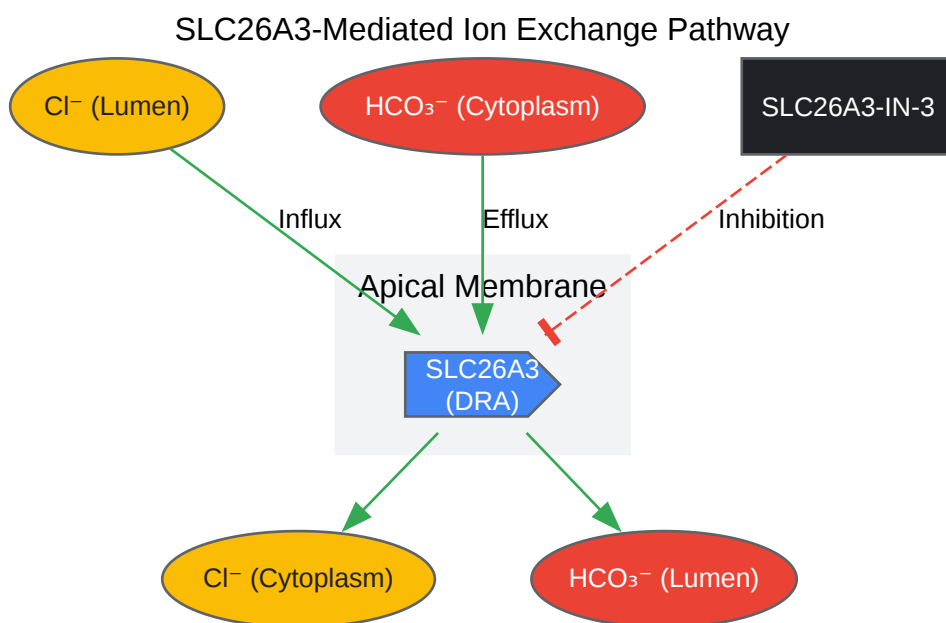 SLC26A3-Mediated Ion Exchange Pathway
Cl⁻ (Lumen)
HCO₃⁻ (Cytoplasm)
SLC26A3-IN-3
Influx
Efflux
Inhibition
Apical Membrane
SLC26A3
(DRA)
Cl⁻ (Cytoplasm)
HCO₃⁻ (Lumen)